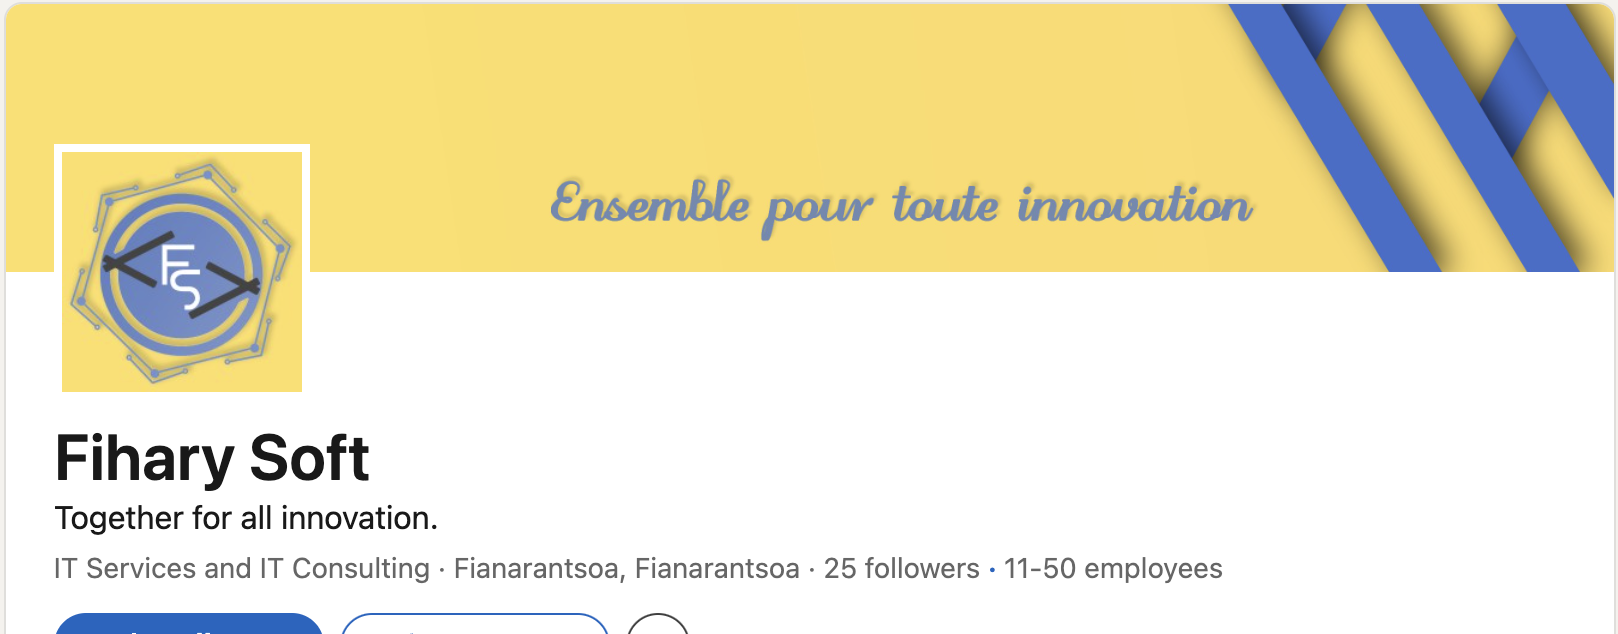 Ensemble pour toute innovation
FS
Fihary Soft
Together for all innovation.
IT Services and IT Consulting · Fianarantsoa, Fianarantsoa · 25 followers · 11-50 employees